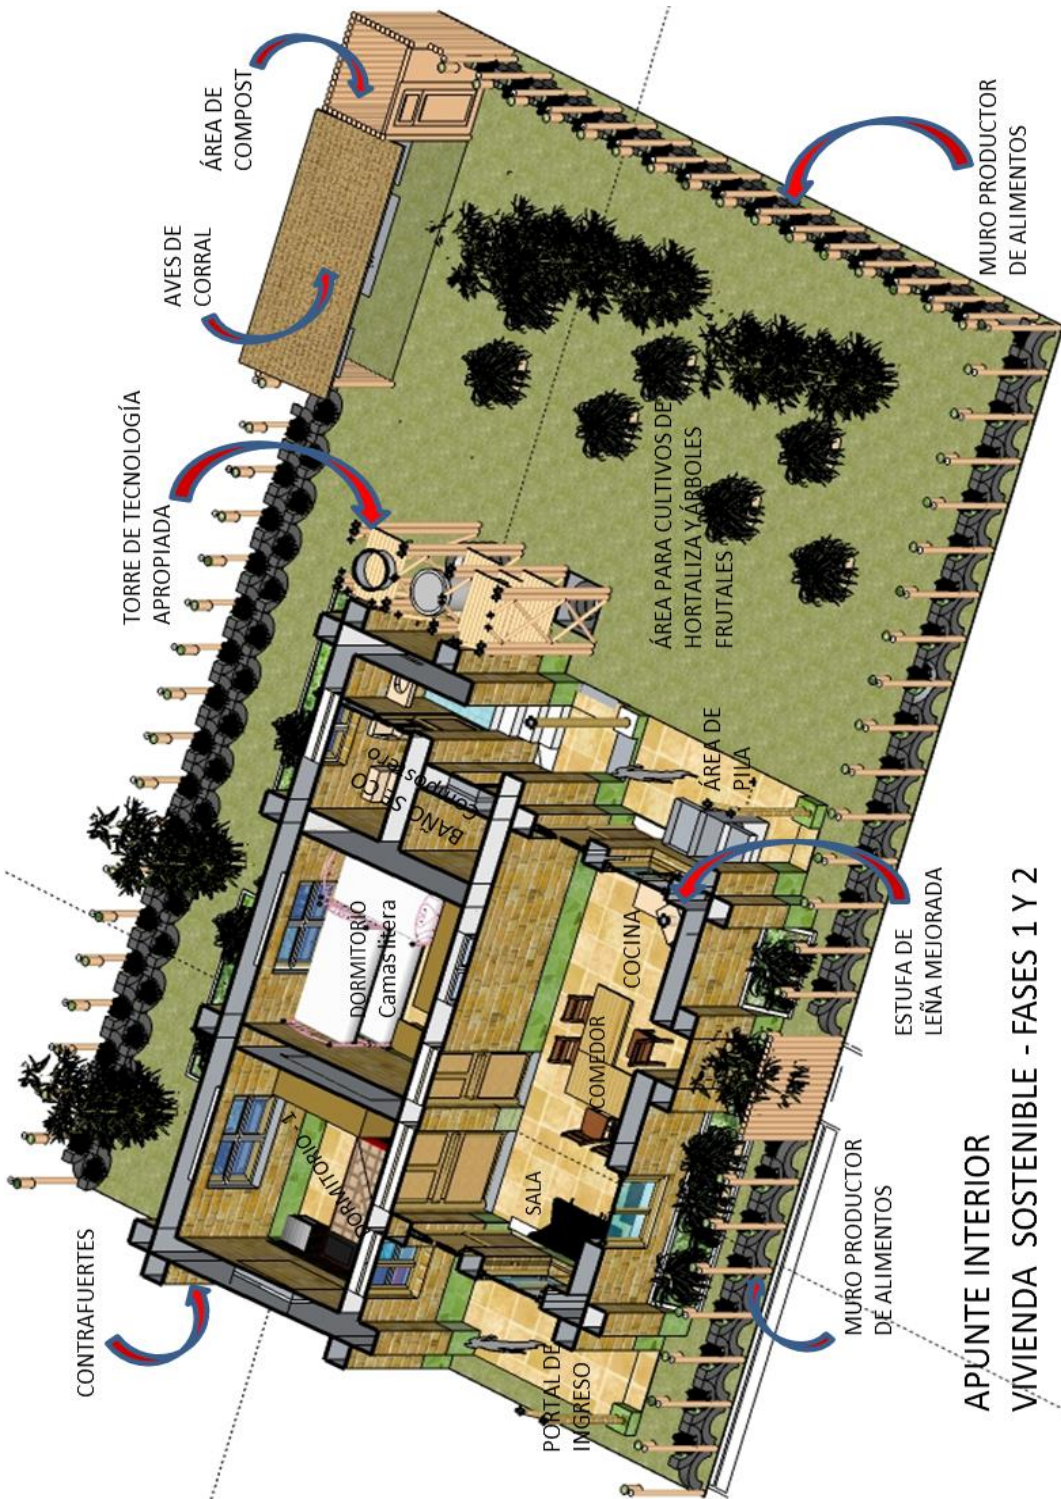 CONTRAFUERTES
TORRE DE TECNOLOGÍA
APROPIADA
AVES DE
CORRAL
ÁREA DE
COMPOST
DORMITORIO - 1
DORMITORIO
Camas litera
BAÑO SECO
Compostero
SALA
COMEDOR
COCINA
ÁREA DE
PILA
ÁREA PARA CULTIVOS DE
HORTALIZA Y ÁRBOLES
FRUTALES
PORTAL DE
INGRESO
MURO PRODUCTOR
DE ALIMENTOS
ESTUFA DE
LEÑA MEJORADA
MURO PRODUCTOR
DE ALIMENTOS
APUNTE INTERIOR
VIVIENDA SOSTENIBLE - FASES 1 Y 2